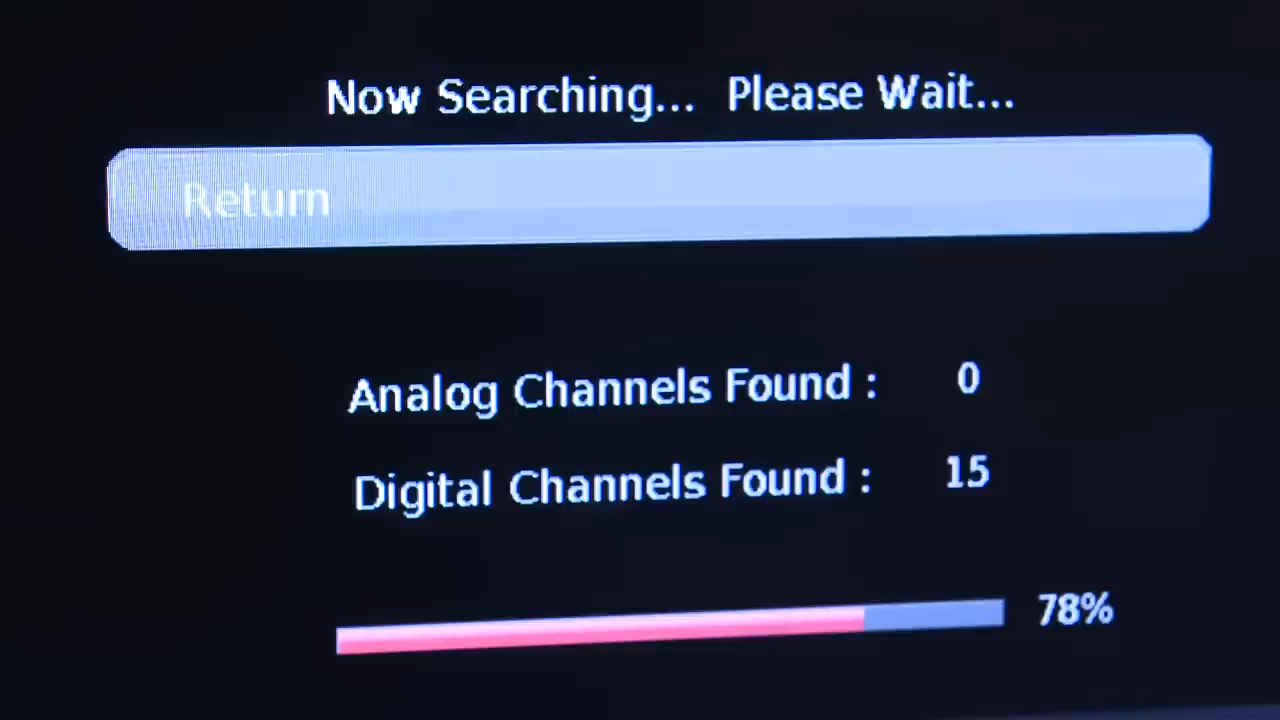 Now Searching... Please Wait...
Return
Analog Channels Found : 0
Digital Channels Found : 15
78%